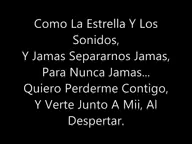 Como La Estrella Y Los
Sonidos,
Y Jamas Separarnos Jamas,
Para Nunca Jamas...
Quiero Perderme Contigo,
Y Verte Junto A Mii, Al
Despertar.